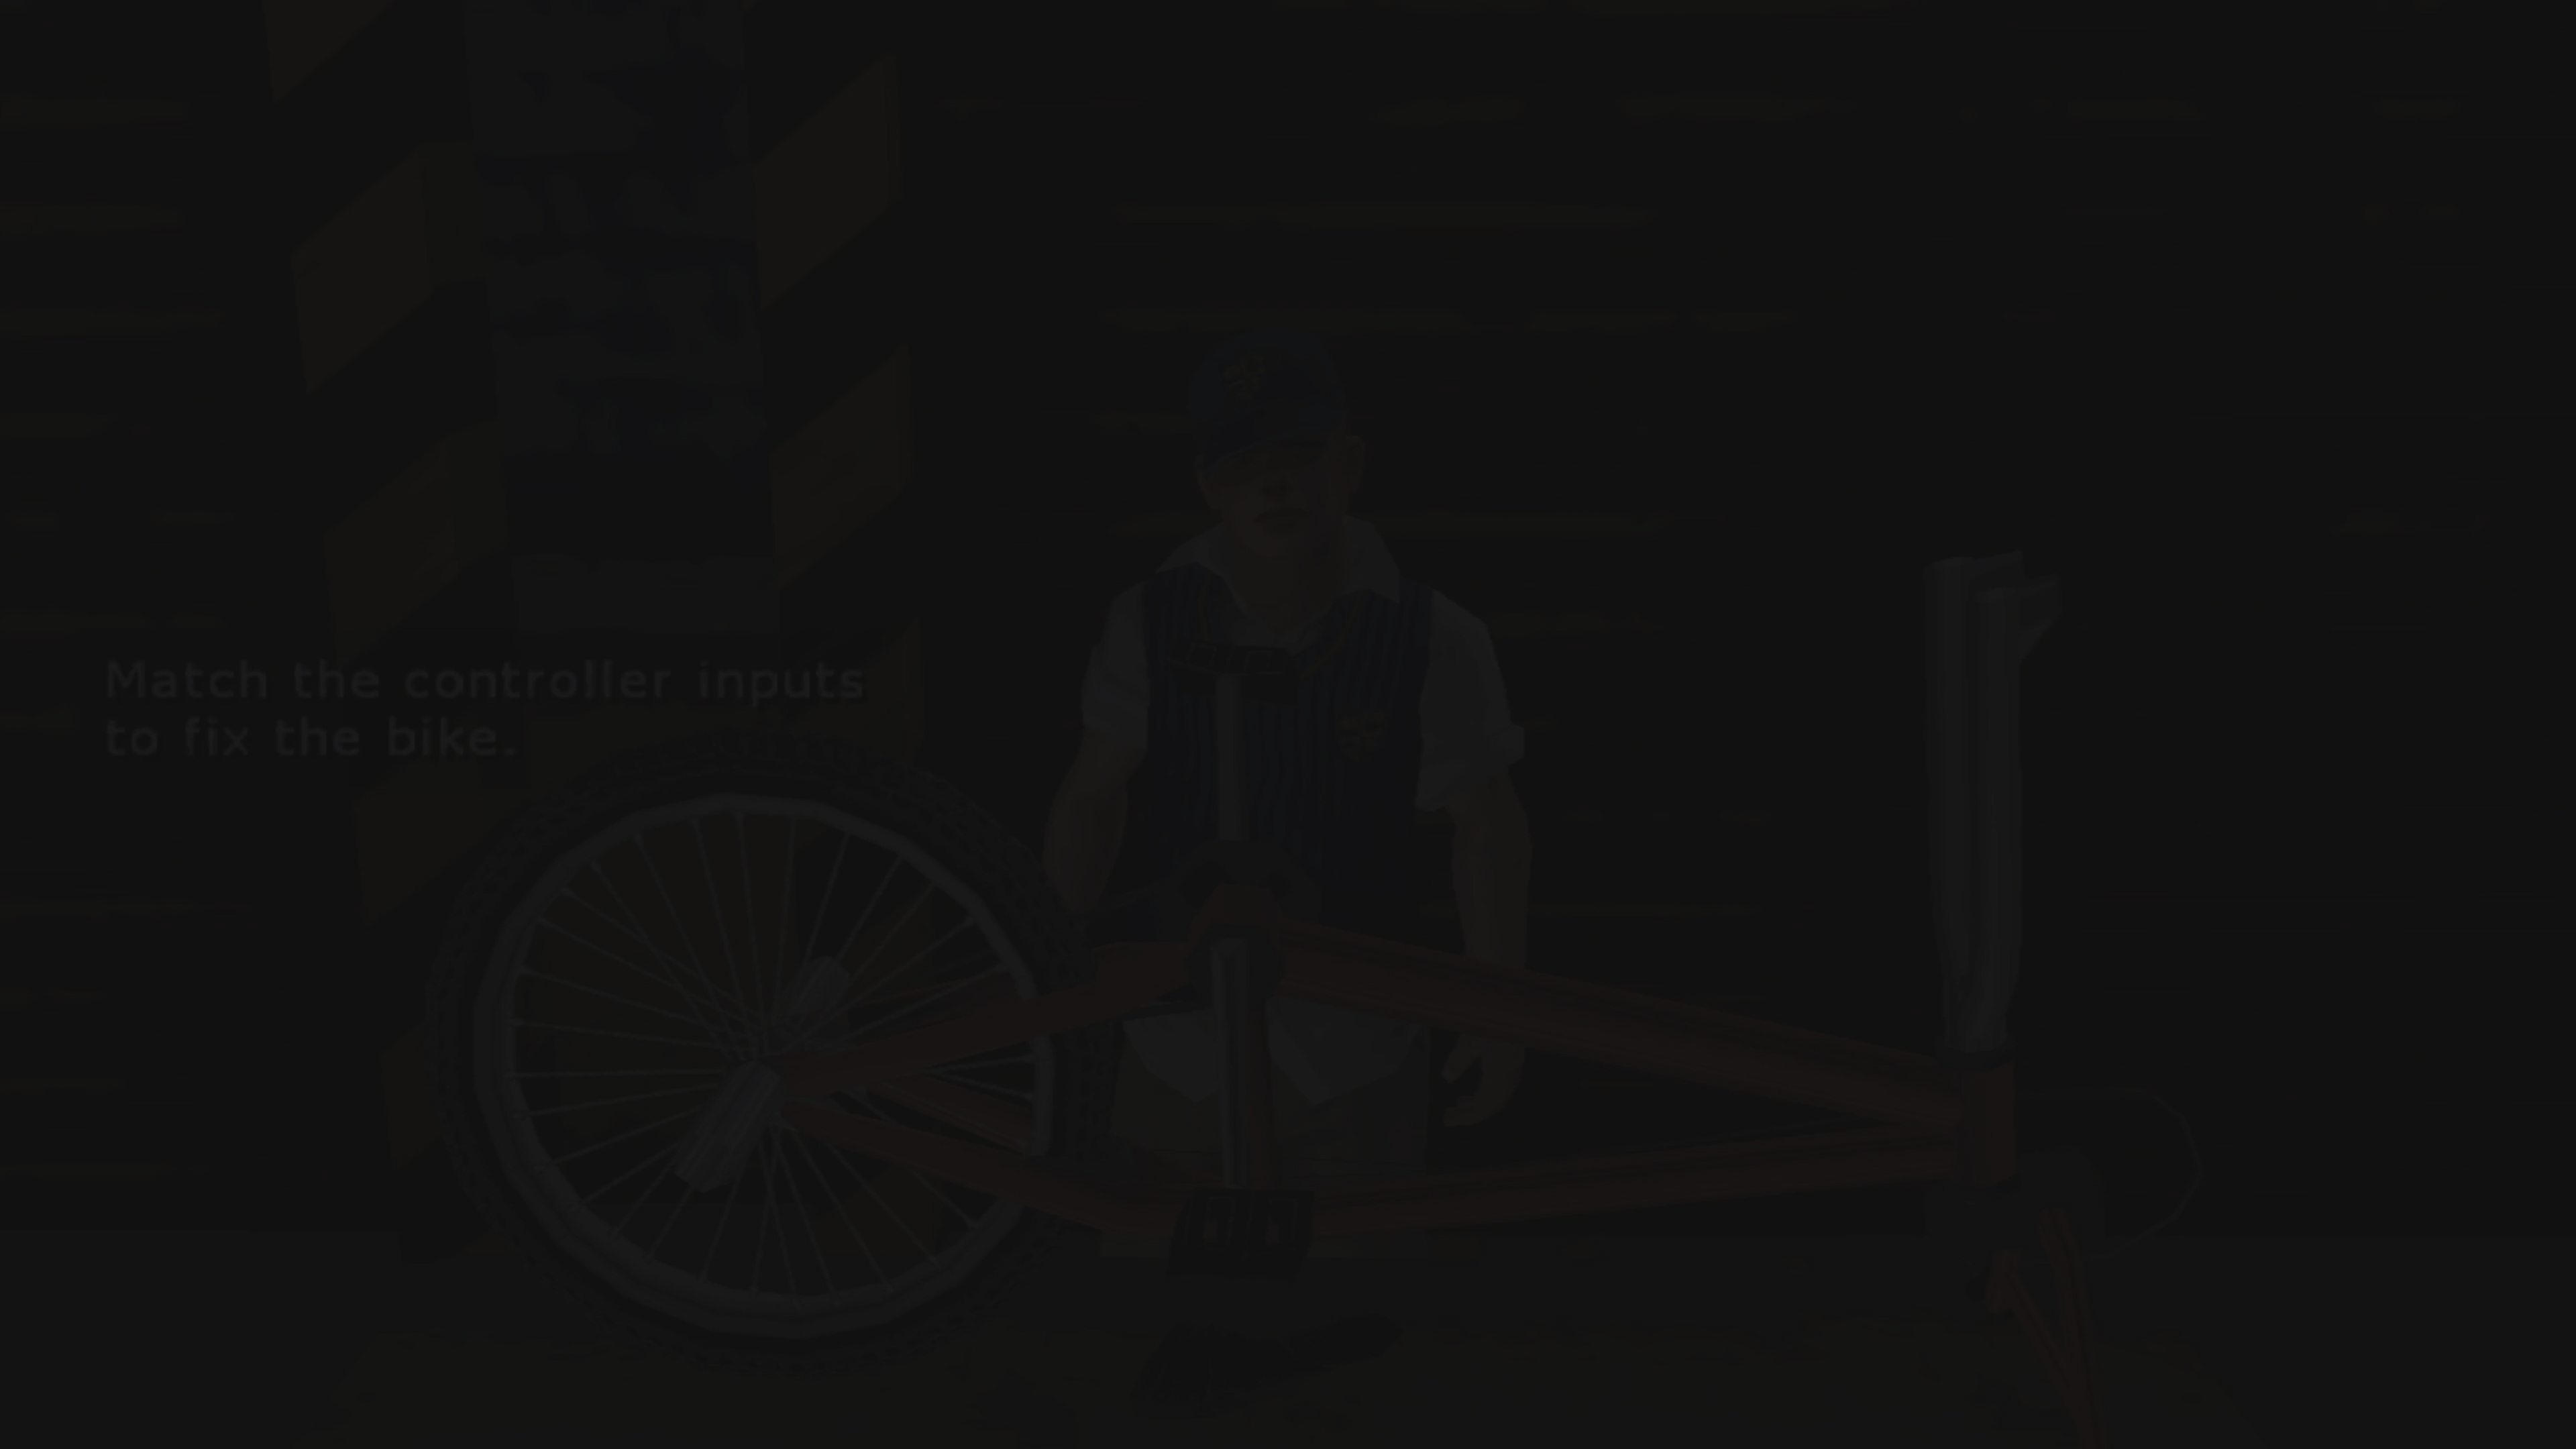 Match the controller inputs
to fix the bike.